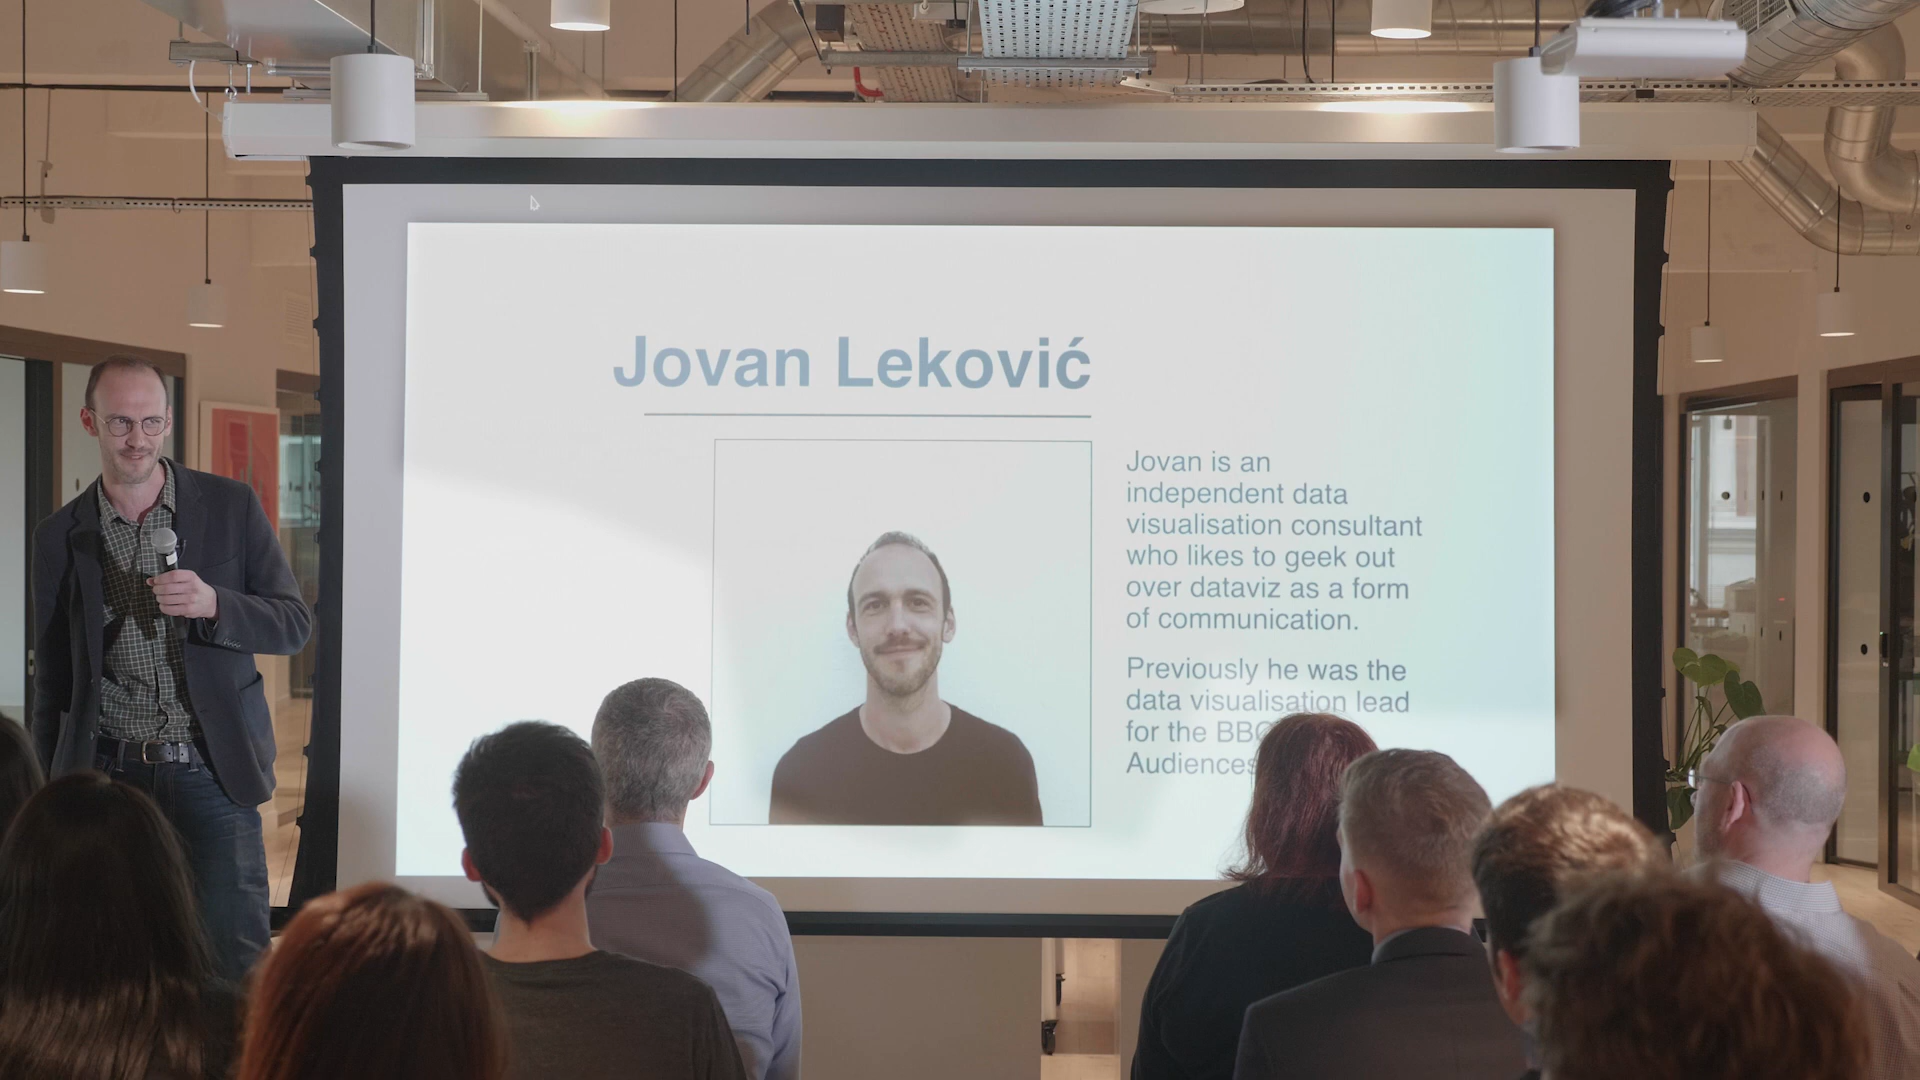 Jovan Leković
Jovan is an
independent data
visualisation consultant
who likes to geek out
over dataviz as a form
of communication.
Previously he was the
data visualisation lead
for the BBC
Audiences